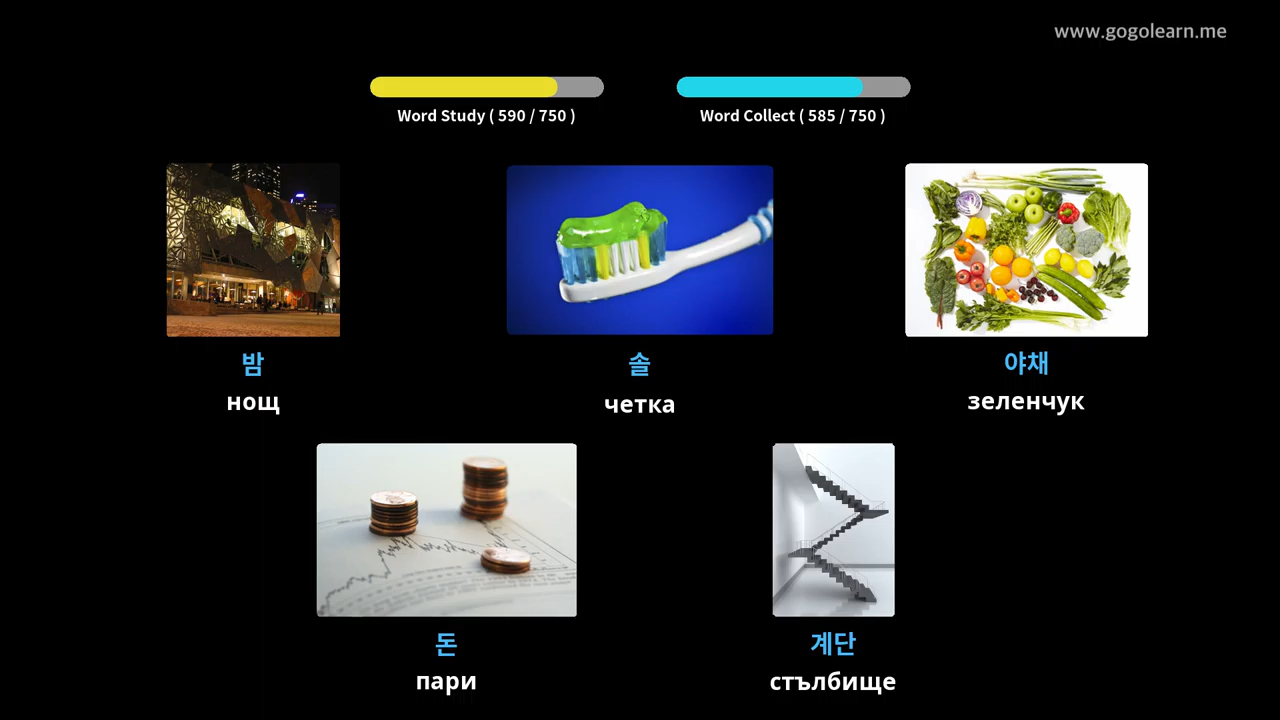 www.gogolearn.me
Word Study ( 590 / 750 )
Word Collect ( 585 / 750 )
밤
нощ
솔
четка
야채
зеленчук
돈
пари
계단
стълбище